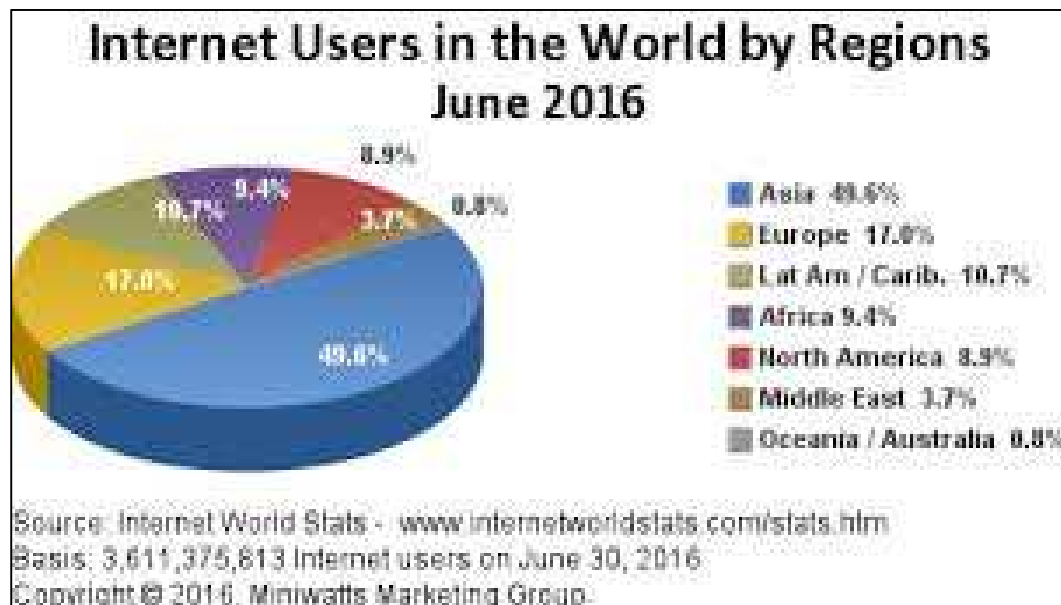 Internet Users in the World by Regions
June 2016
8.9%
9.4%
10.7%
3.7%
0.8%
17.0%
49.6%
Asia 49.6%
Europe 17.0%
Lat Am / Carib. 10.7%
Africa 9.4%
North America 8.9%
Middle East 3.7%
Oceania / Australia 0.8%
Source: Internet World Stats - www.internetworldstats.com/stats.htm
Basis: 3,611,375,813 Internet users on June 30, 2016
Copyright © 2016, Miniwatts Marketing Group